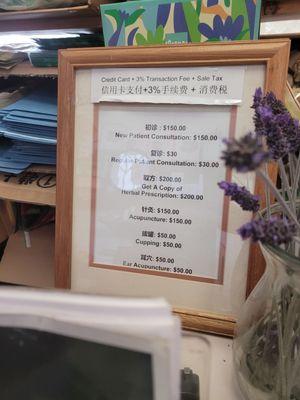 Credit Card + 3% Transaction Fee + Sale Tax
信用卡支付+3%手续费 + 消费税
初诊 : $150.00
New Patient Consultation : $150.00
复诊 : $30
Regular Patient Consultation : $30.00
取方 : $200.00
Get A Copy of
Herbal Prescription: $200.00
针灸 : $150.00
Acupuncture: $150.00
拔罐 : $50.00
Cupping: $50.00
耳穴: $50.00
Ear Acupuncture: $50.00